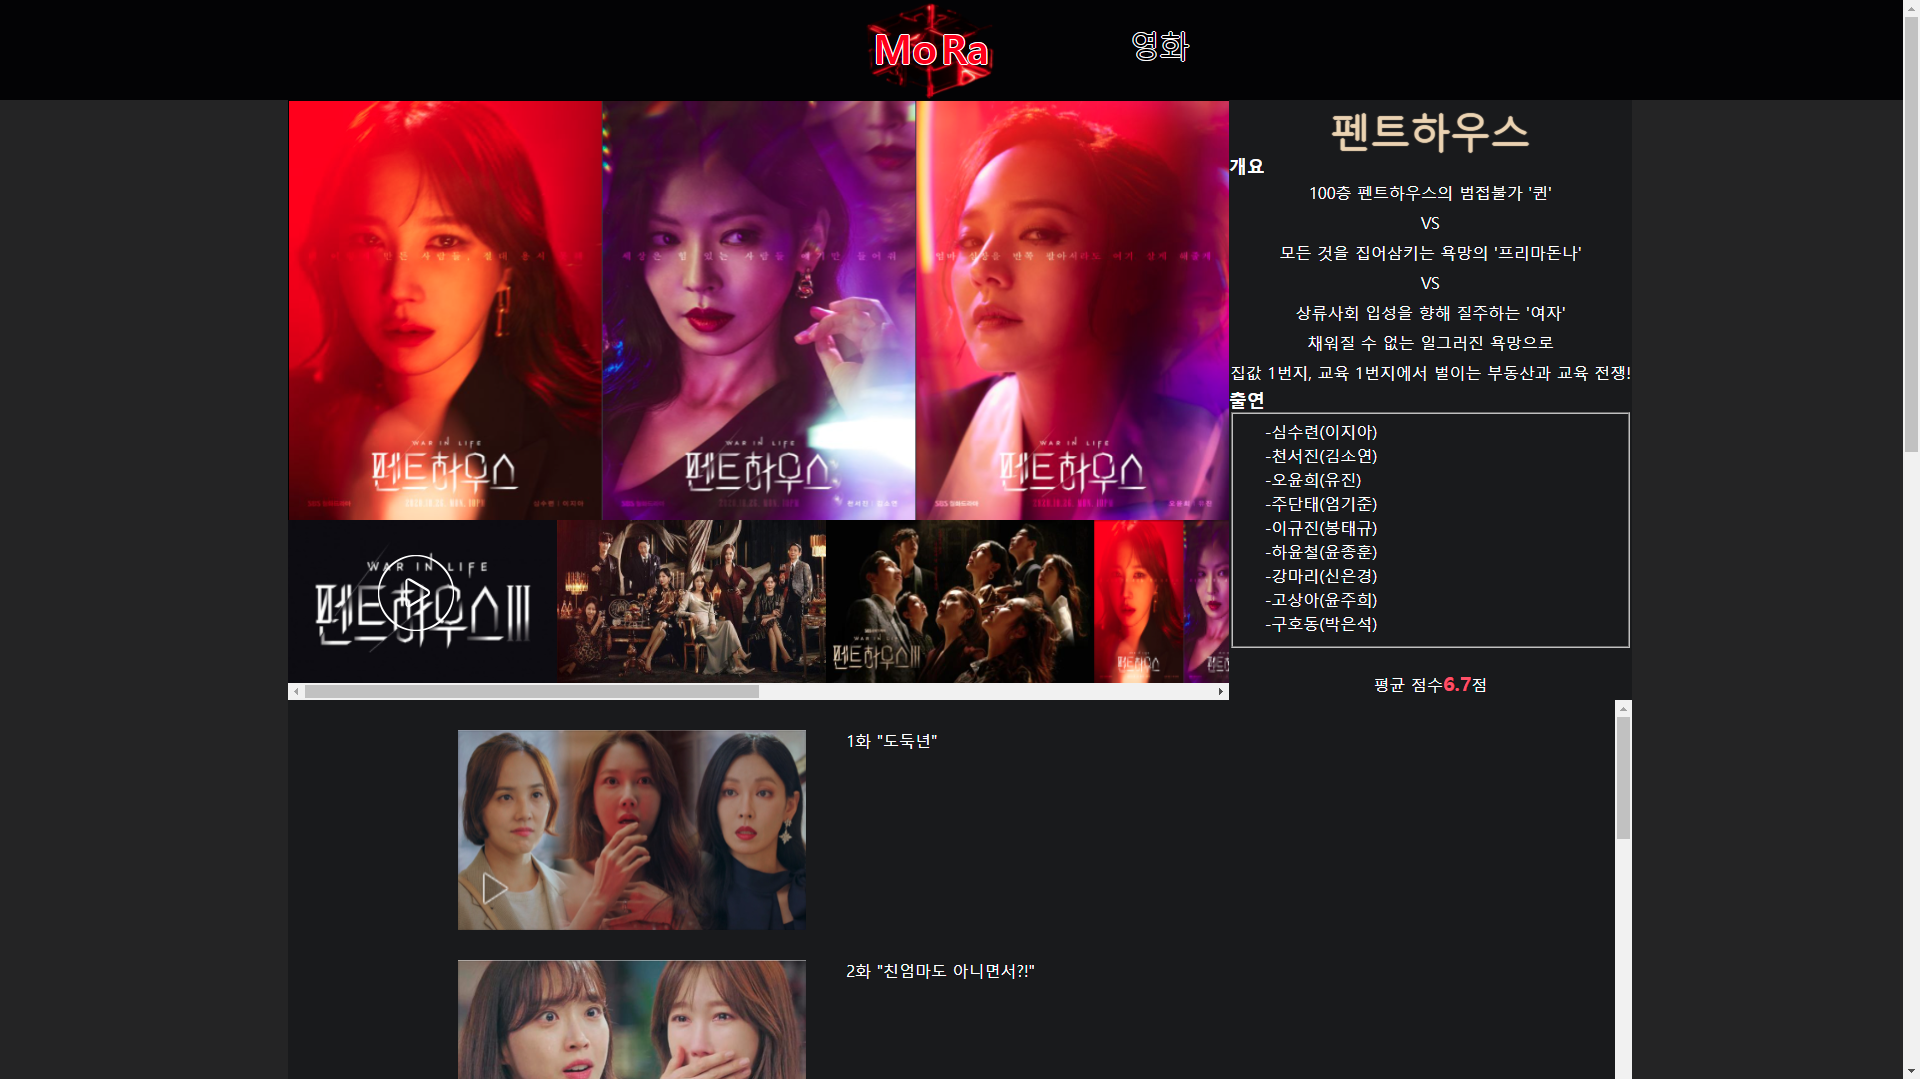 MoRa
영화
WAR IN LIFE
펜트하우스
WAR IN LIFE
펜트하우스
WAR IN LIFE
펜트하우스
WAR IN LIFE
펜트하우스III
WAR IN LIFE
펜트하우스III
펜트하우스
펜트하우스
개요
100층 펜트하우스의 범접불가 '퀸'
VS
모든 것을 집어삼키는 욕망의 '프리마돈나'
VS
상류사회 입성을 향해 질주하는 '여자'
채워질 수 없는 일그러진 욕망으로
집값 1번지, 교육 1번지에서 벌이는 부동산과 교육 전쟁!
출연
-심수련(이지아)
-천서진(김소연)
-오윤희(유진)
-주단태(엄기준)
-이규진(봉태규)
-하윤철(윤종훈)
-강마리(신은경)
-고상아(윤주희)
-구호동(박은석)
평균 점수6.7점
1화 "도둑년"
2화 "친엄마도 아니면서?!"